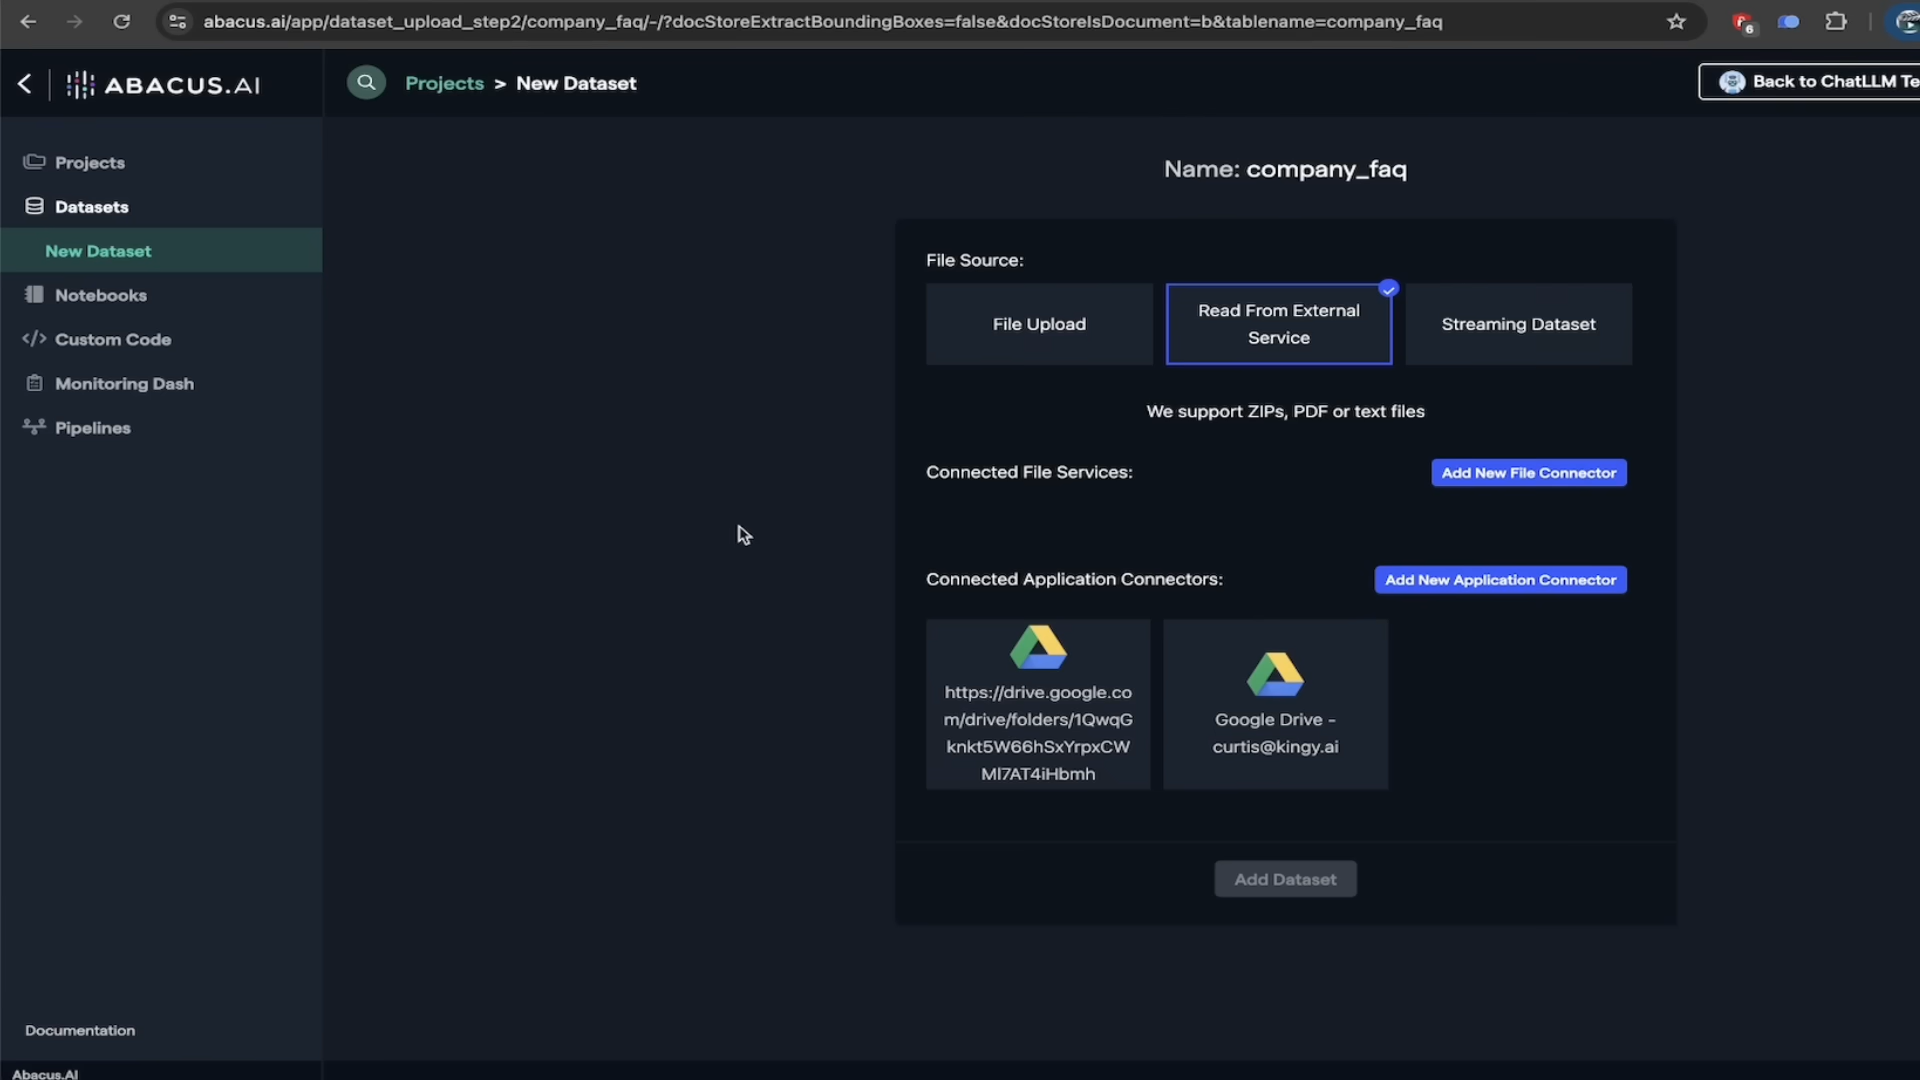 abacus.ai/app/dataset_upload_step2/company_faq/-/?docStoreExtractBoundingBoxes=false&docStoreIsDocument=b&tablename=company_faq
6
ABACUS.AI
Projects > New Dataset
Back to ChatLLM Te
Projects
Datasets
New Dataset
Notebooks
Custom Code
Monitoring Dash
Pipelines
Name: company_faq
File Source:
File Upload
Read From External
Service
Streaming Dataset
We support ZIPs, PDF or text files
Connected File Services:
Add New File Connector
Connected Application Connectors:
Add New Application Connector
https://drive.google.co
m/drive/folders/1QwqG
knkt5W66hSxYrpxCW
Ml7AT4iHbmh
Google Drive -
curtis@kingy.ai
Add Dataset
Documentation
Abacus.AI